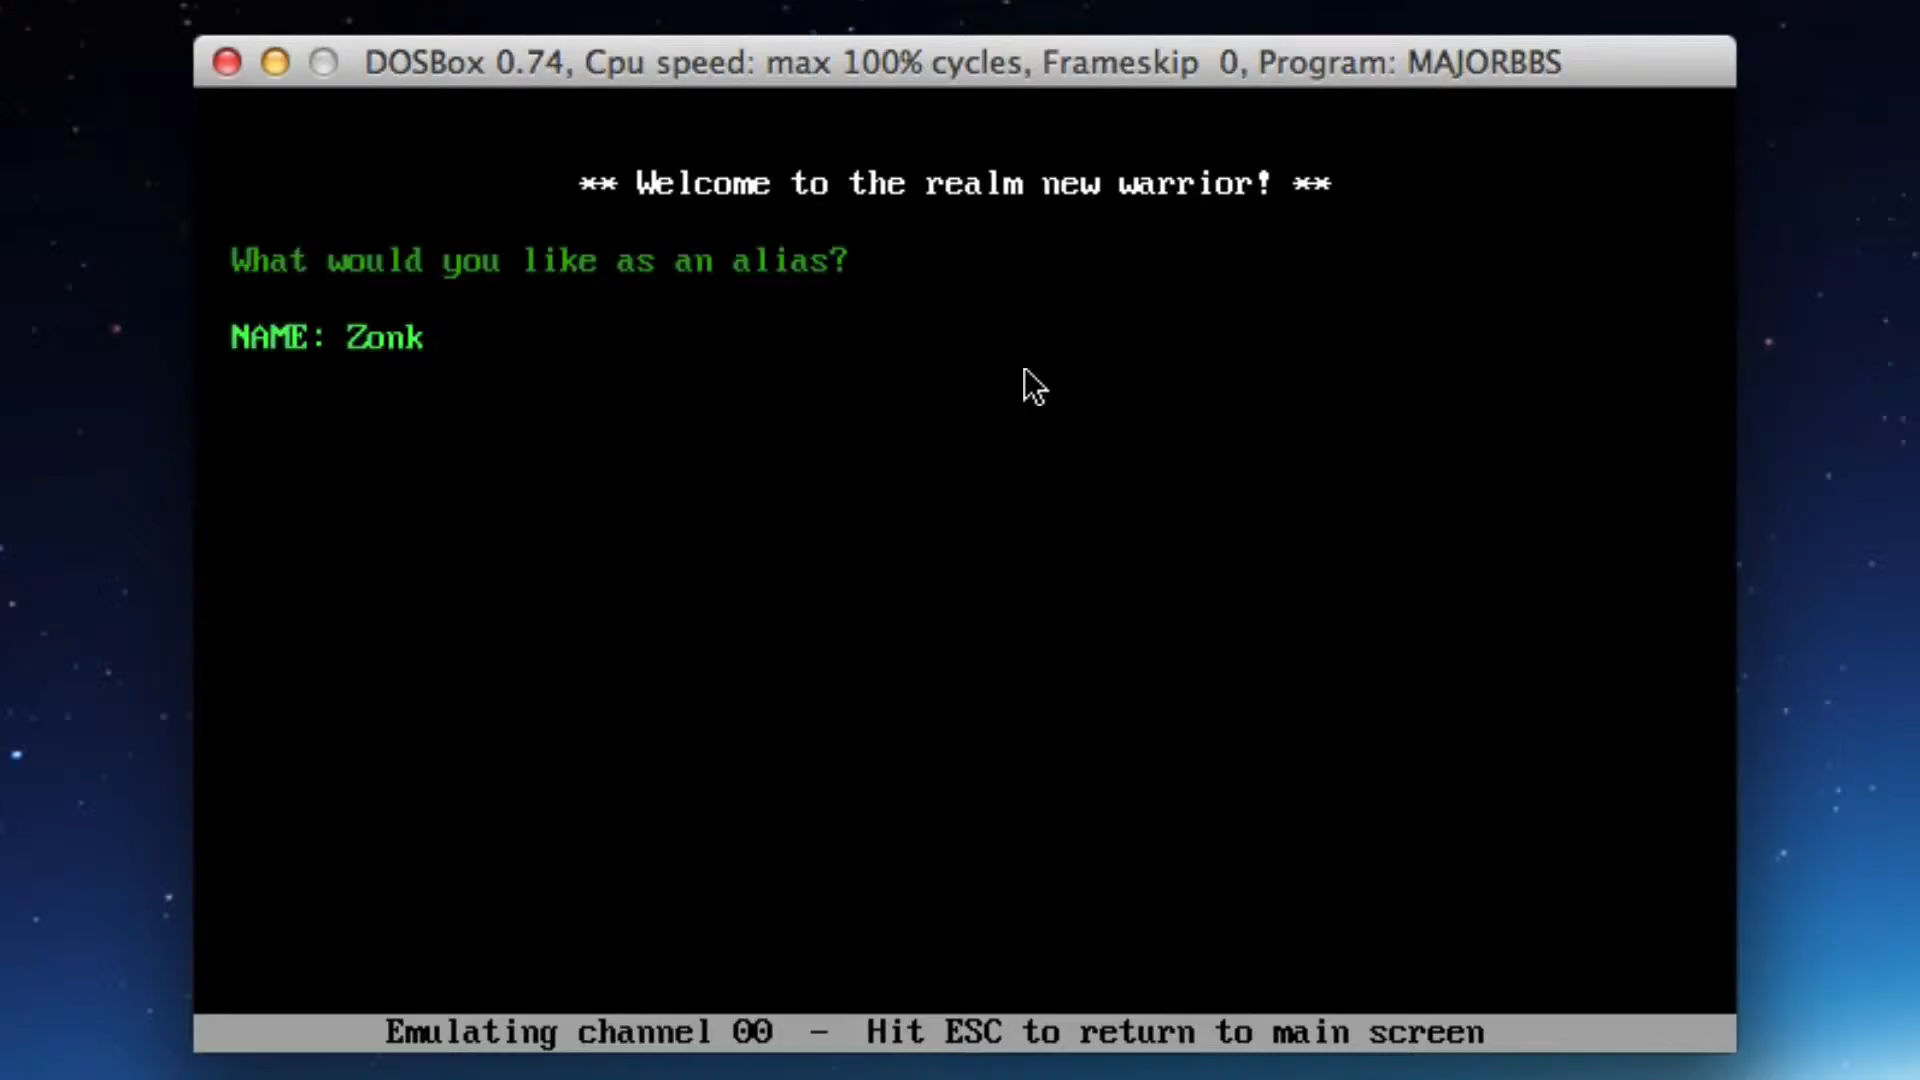 DOSBox 0.74, Cpu speed: max 100% cycles, Frameskip 0, Program: MAJORBBS
** Welcome to the realm new warrior! **
What would you like as an alias?
NAME: Zonk
Emulating channel 00 - Hit ESC to return to main screen